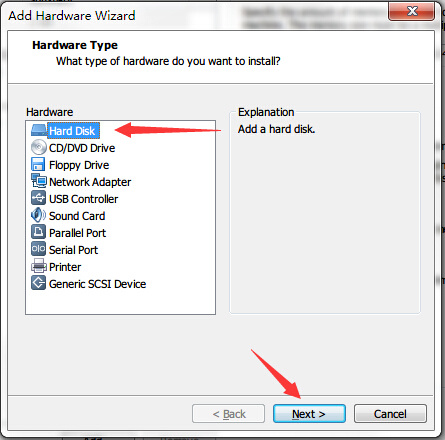 Add Hardware Wizard
Hardware Type
What type of hardware do you want to install?
Hardware
Explanation
Hard Disk
Add a hard disk.
CD/DVD Drive
Floppy Drive
Network Adapter
USB Controller
Sound Card
Parallel Port
Serial Port
Printer
Generic SCSI Device
< Back
Next >
Cancel